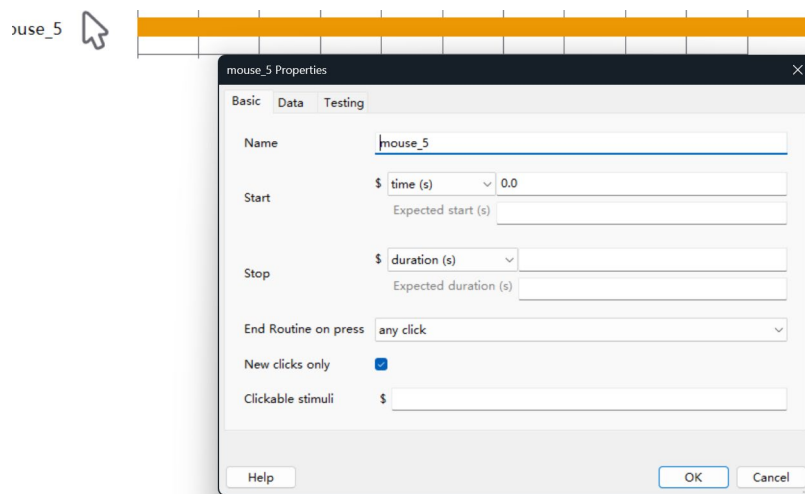 ouse_5
mouse_5 Properties
Basic Data Testing
Name mouse_5
Start $ time (s) 0.0
Expected start (s)
Stop $ duration (s)
Expected duration (s)
End Routine on press any click
New clicks only
Clickable stimuli $
Help OK Cancel